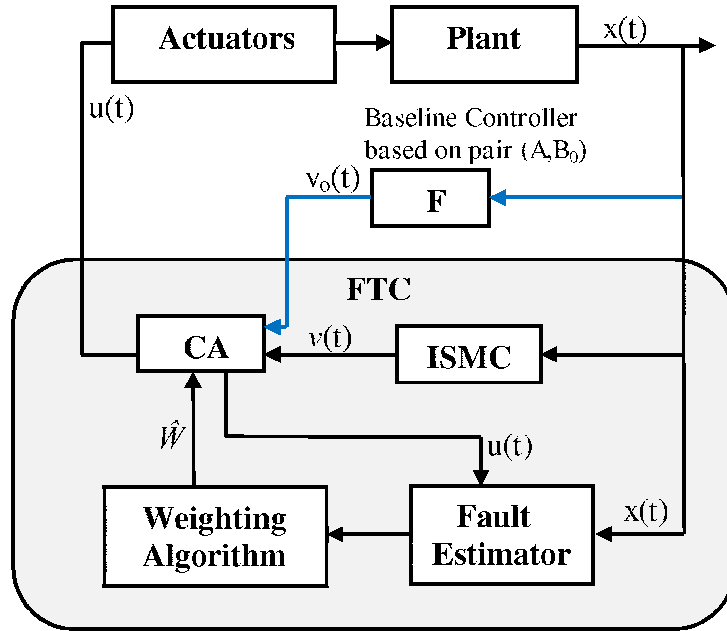 Actuators
Plant
x(t)
u(t)
Baseline Controller
based on pair (A,B₀)
v₀(t)
F
FTC
CA
v(t)
ISMC
Ŵ
u(t)
x(t)
Weighting
Algorithm
Fault
Estimator